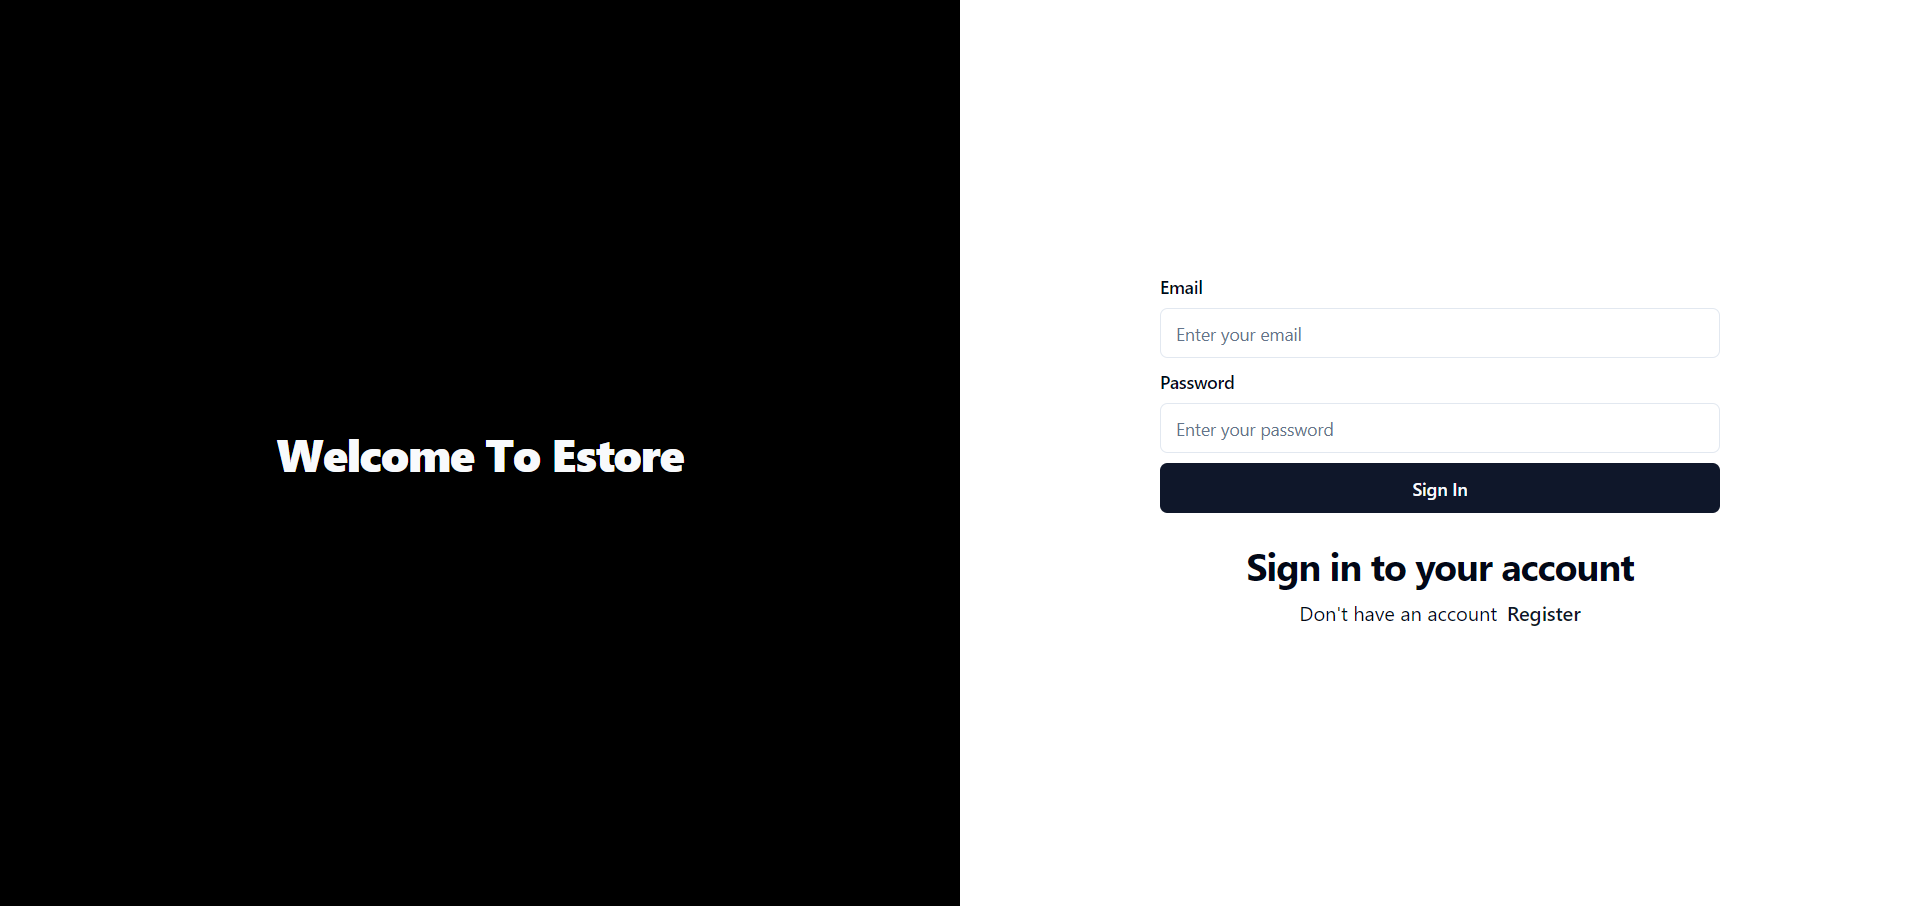 Welcome To Estore
Email
Enter your email
Password
Enter your password
Sign In
Sign in to your account
Don't have an account Register